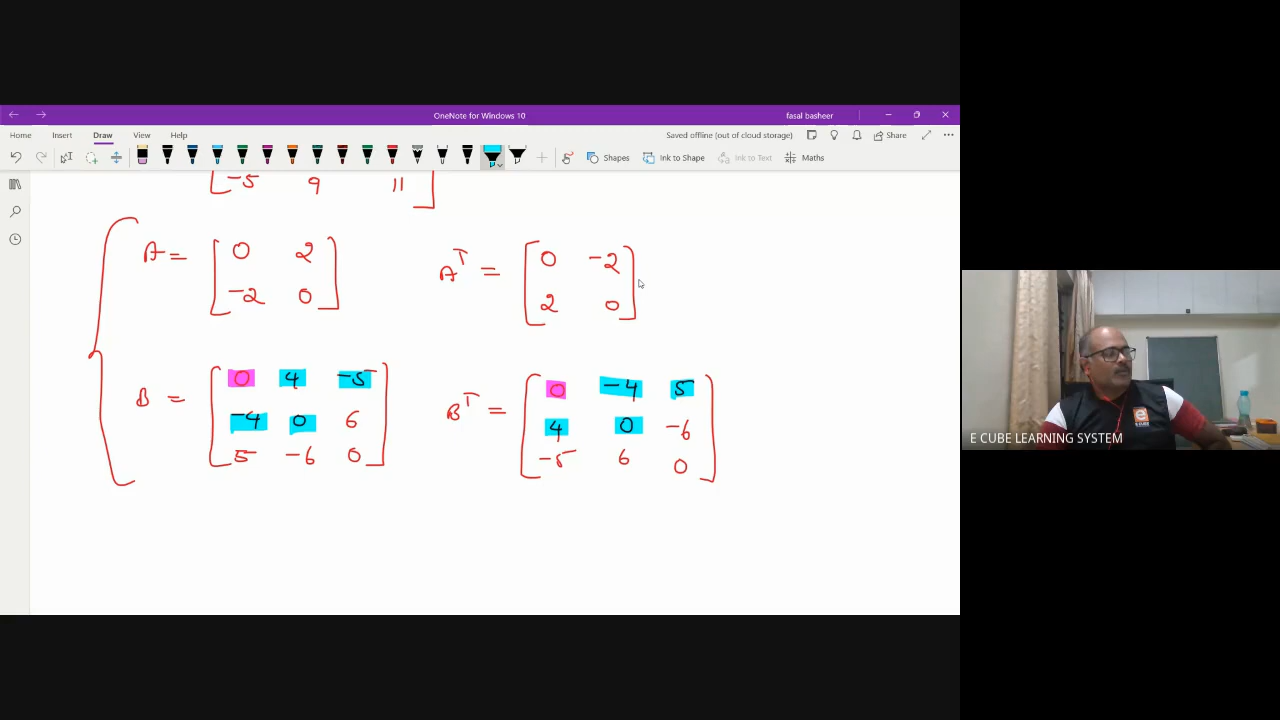 OneNote for Windows 10
fasal basheer
Home Insert Draw View Help
Saved offline (out of cloud storage)
Share
Shapes Ink to Shape Ink to Text Maths
-5 9 11
A = [ 0 2
-2 0 ]
A^T = [ 0 -2
2 0 ]
B = [ 0 4 -5
-4 0 6
5 -6 0 ]
B^T = [ 0 -4 5
4 0 -6
-5 6 0 ]
E CUBE LEARNING SYSTEM